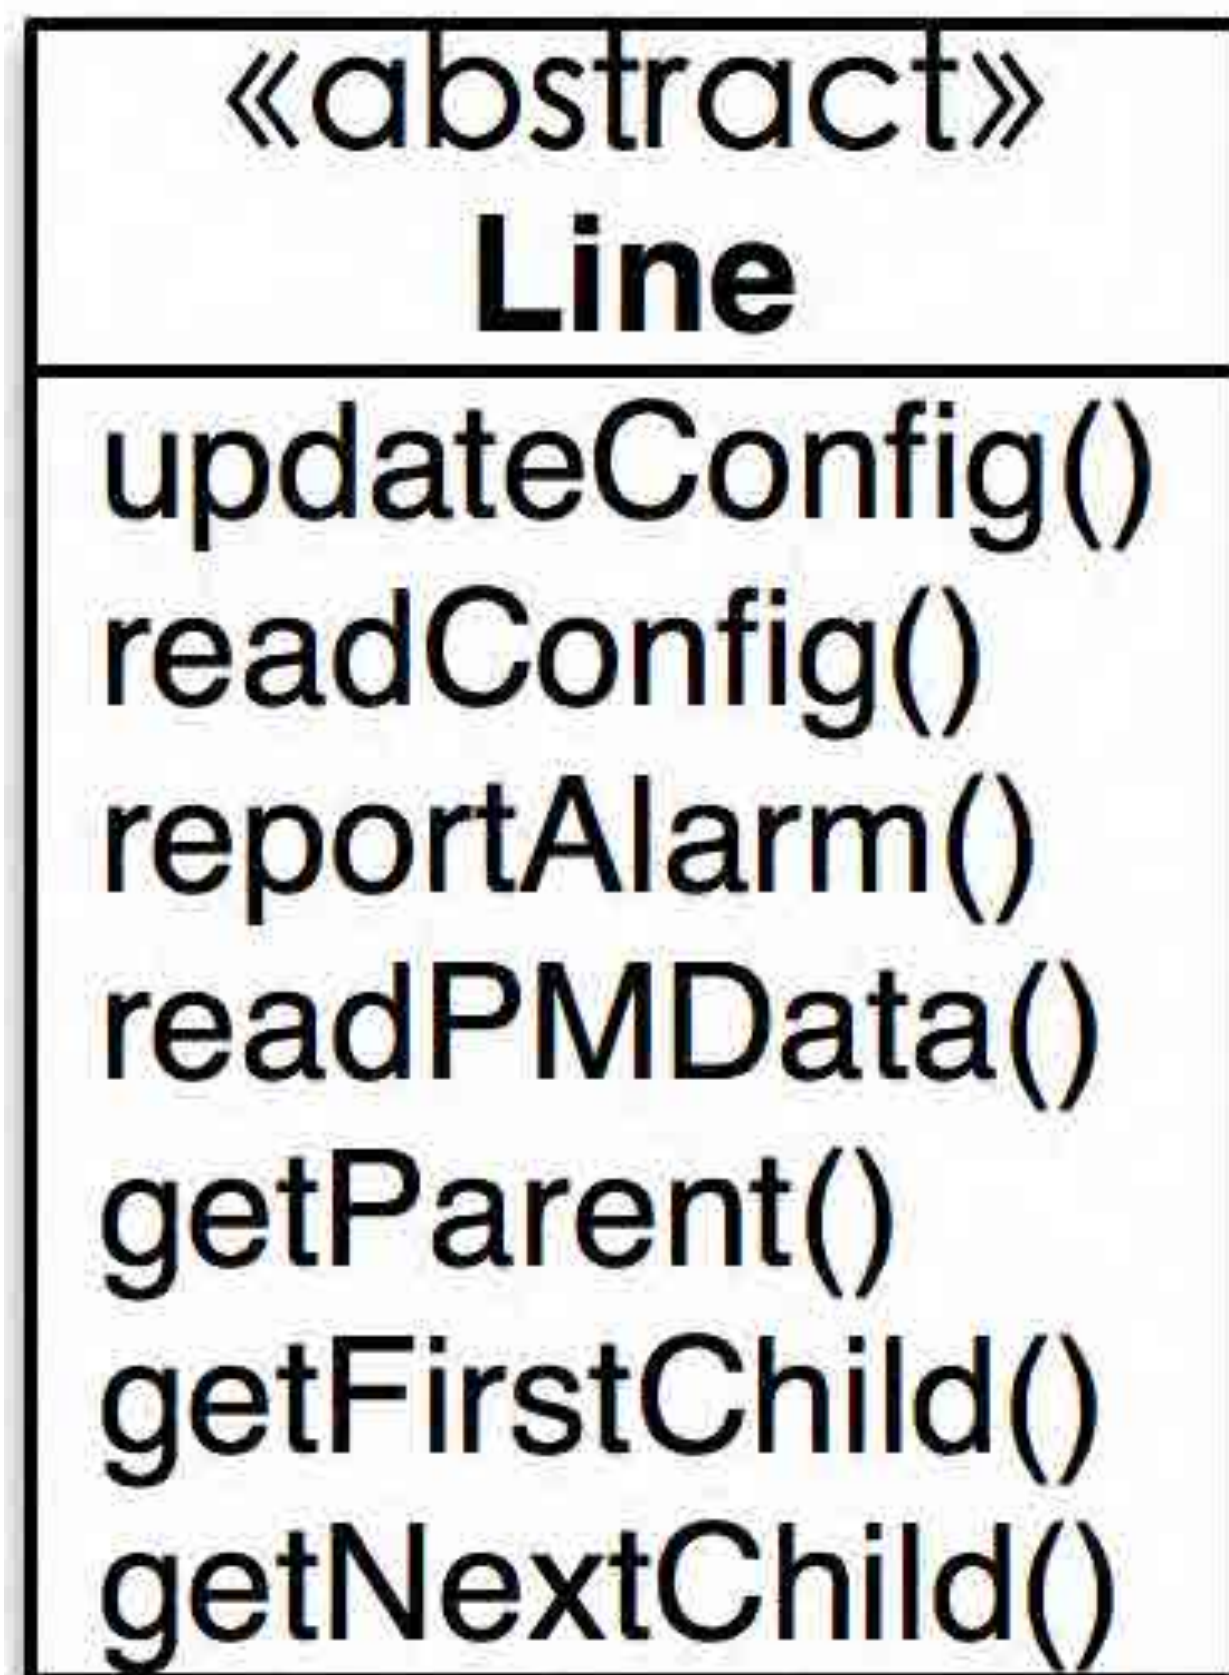 «abstract»
Line
updateConfig()
readConfig()
reportAlarm()
readPMData()
getParent()
getFirstChild()
getNextChild()